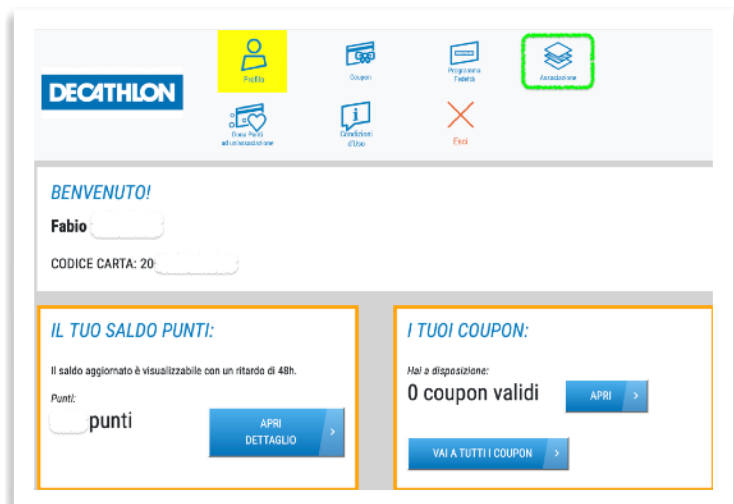 DECATHLON
Profilo
Coupon
Programma
Fedeltà
Associazione
Dona Punti
ad un'associazione
Condizioni
d'Uso
Esci
BENVENUTO!
Fabio
CODICE CARTA: 20
IL TUO SALDO PUNTI:
Il saldo aggiornato è visualizzabile con un ritardo di 48h.
Punti:
punti
APRI
DETTAGLIO
I TUOI COUPON:
Hai a disposizione:
0 coupon validi
APRI
VAI A TUTTI I COUPON